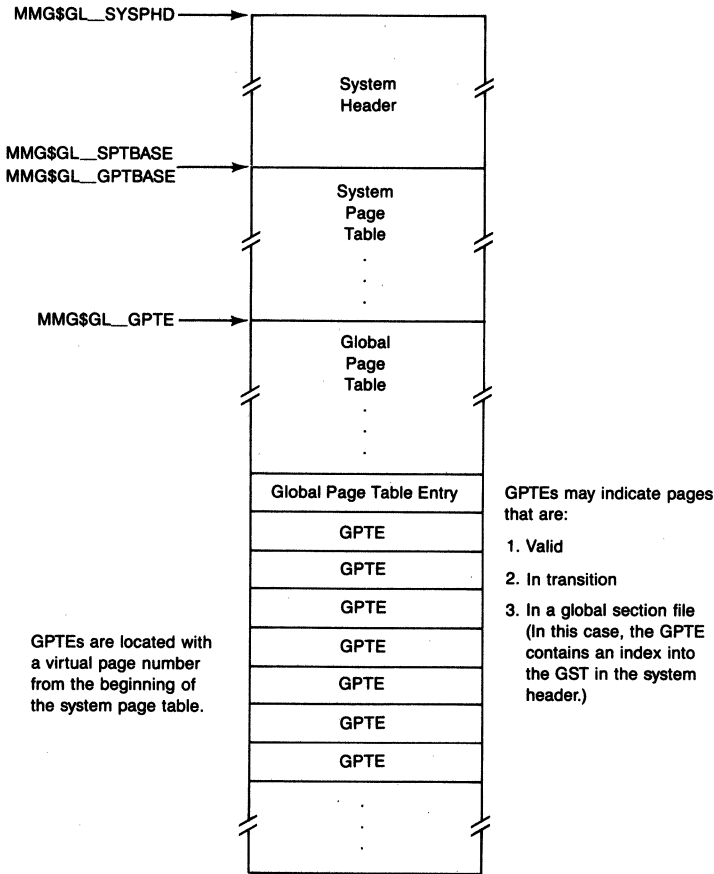 MMG$GL__SYSPHD
System
Header
MMG$GL__SPTBASE
MMG$GL__GPTBASE
System
Page
Table
.
.
.
MMG$GL__GPTE
Global
Page
Table
.
.
.
Global Page Table Entry
GPTE
GPTE
GPTE
GPTE
GPTE
GPTE
GPTE
.
.
.
GPTEs may indicate pages
that are:
1. Valid
2. In transition
3. In a global section file
(In this case, the GPTE
contains an index into
the GST in the system
header.)
GPTEs are located with
a virtual page number
from the beginning of
the system page table.